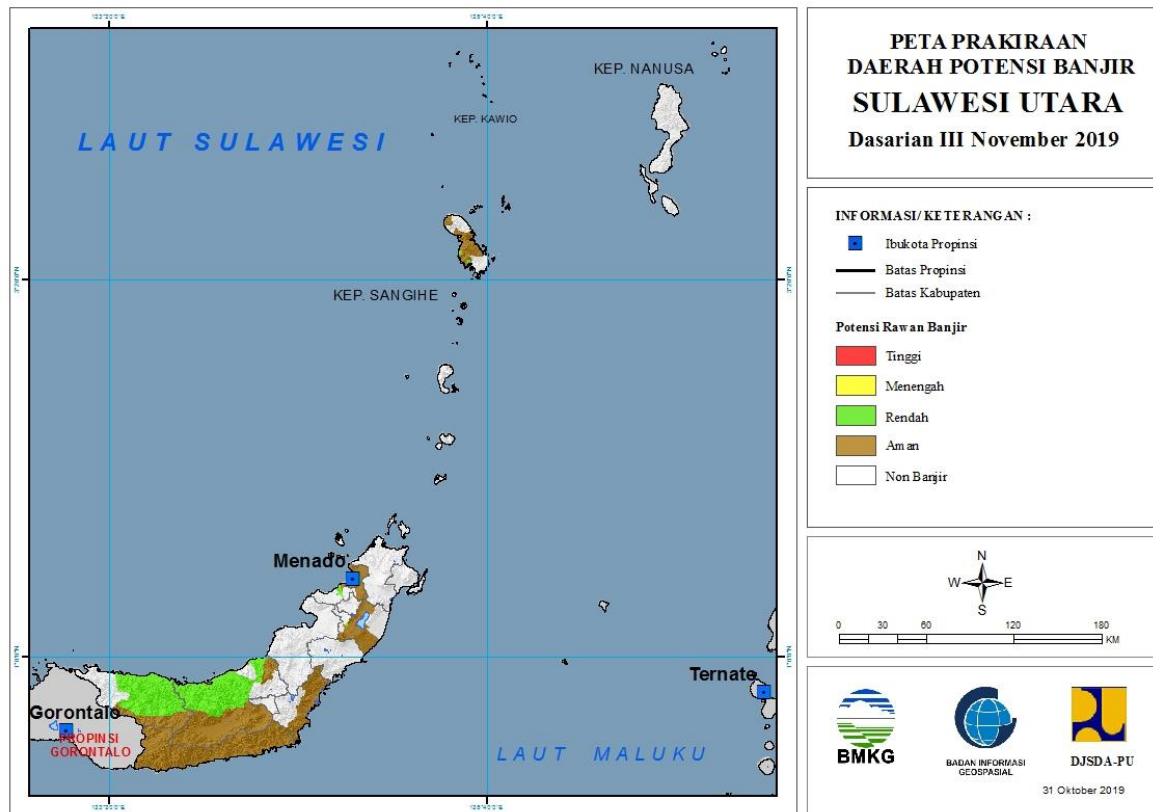 PETA PRAKIRAAN
DAERAH POTENSI BANJIR
SULAWESI UTARA
Dasarian III November 2019
KEP. NANUSA
KEP. KAWIO
LAUT SULAWESI
KEP. SANGIHE
Menado
Ternate
Gorontalo
PROPINSI
GORONTALO
LAUT MALUKU
INFORMASI/ KETERANGAN :
Ibukota Propinsi
Batas Propinsi
Batas Kabupaten
Potensi Rawan Banjir
Tinggi
Menengah
Rendah
Aman
Non Banjir
N
W E
S
0 30 60 120 180
KM
BMKG
BADAN INFORMASI
GEOSPASIAL
DJSDA-PU
31 Oktober 2019